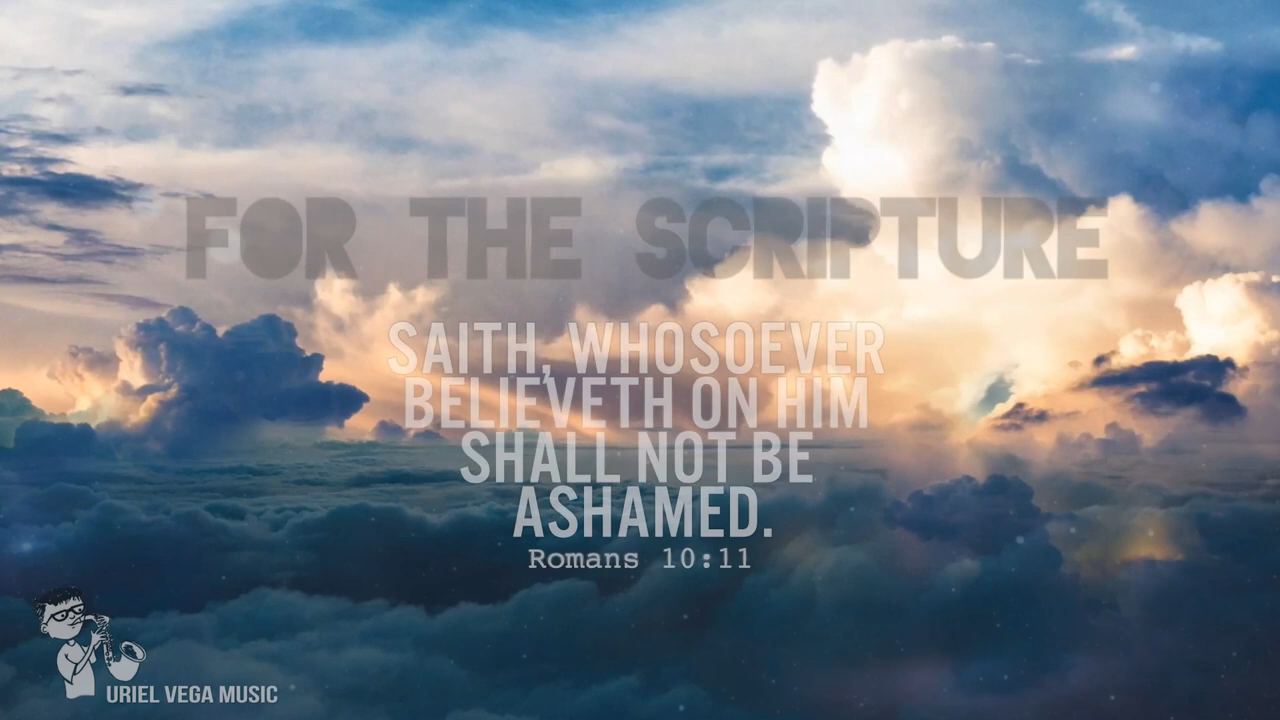 FOR THE SCRIPTURE
SAITH, WHOSOEVER
BELIEVETH ON HIM
SHALL NOT BE
ASHAMED.
Romans 10:11
URIEL VEGA MUSIC